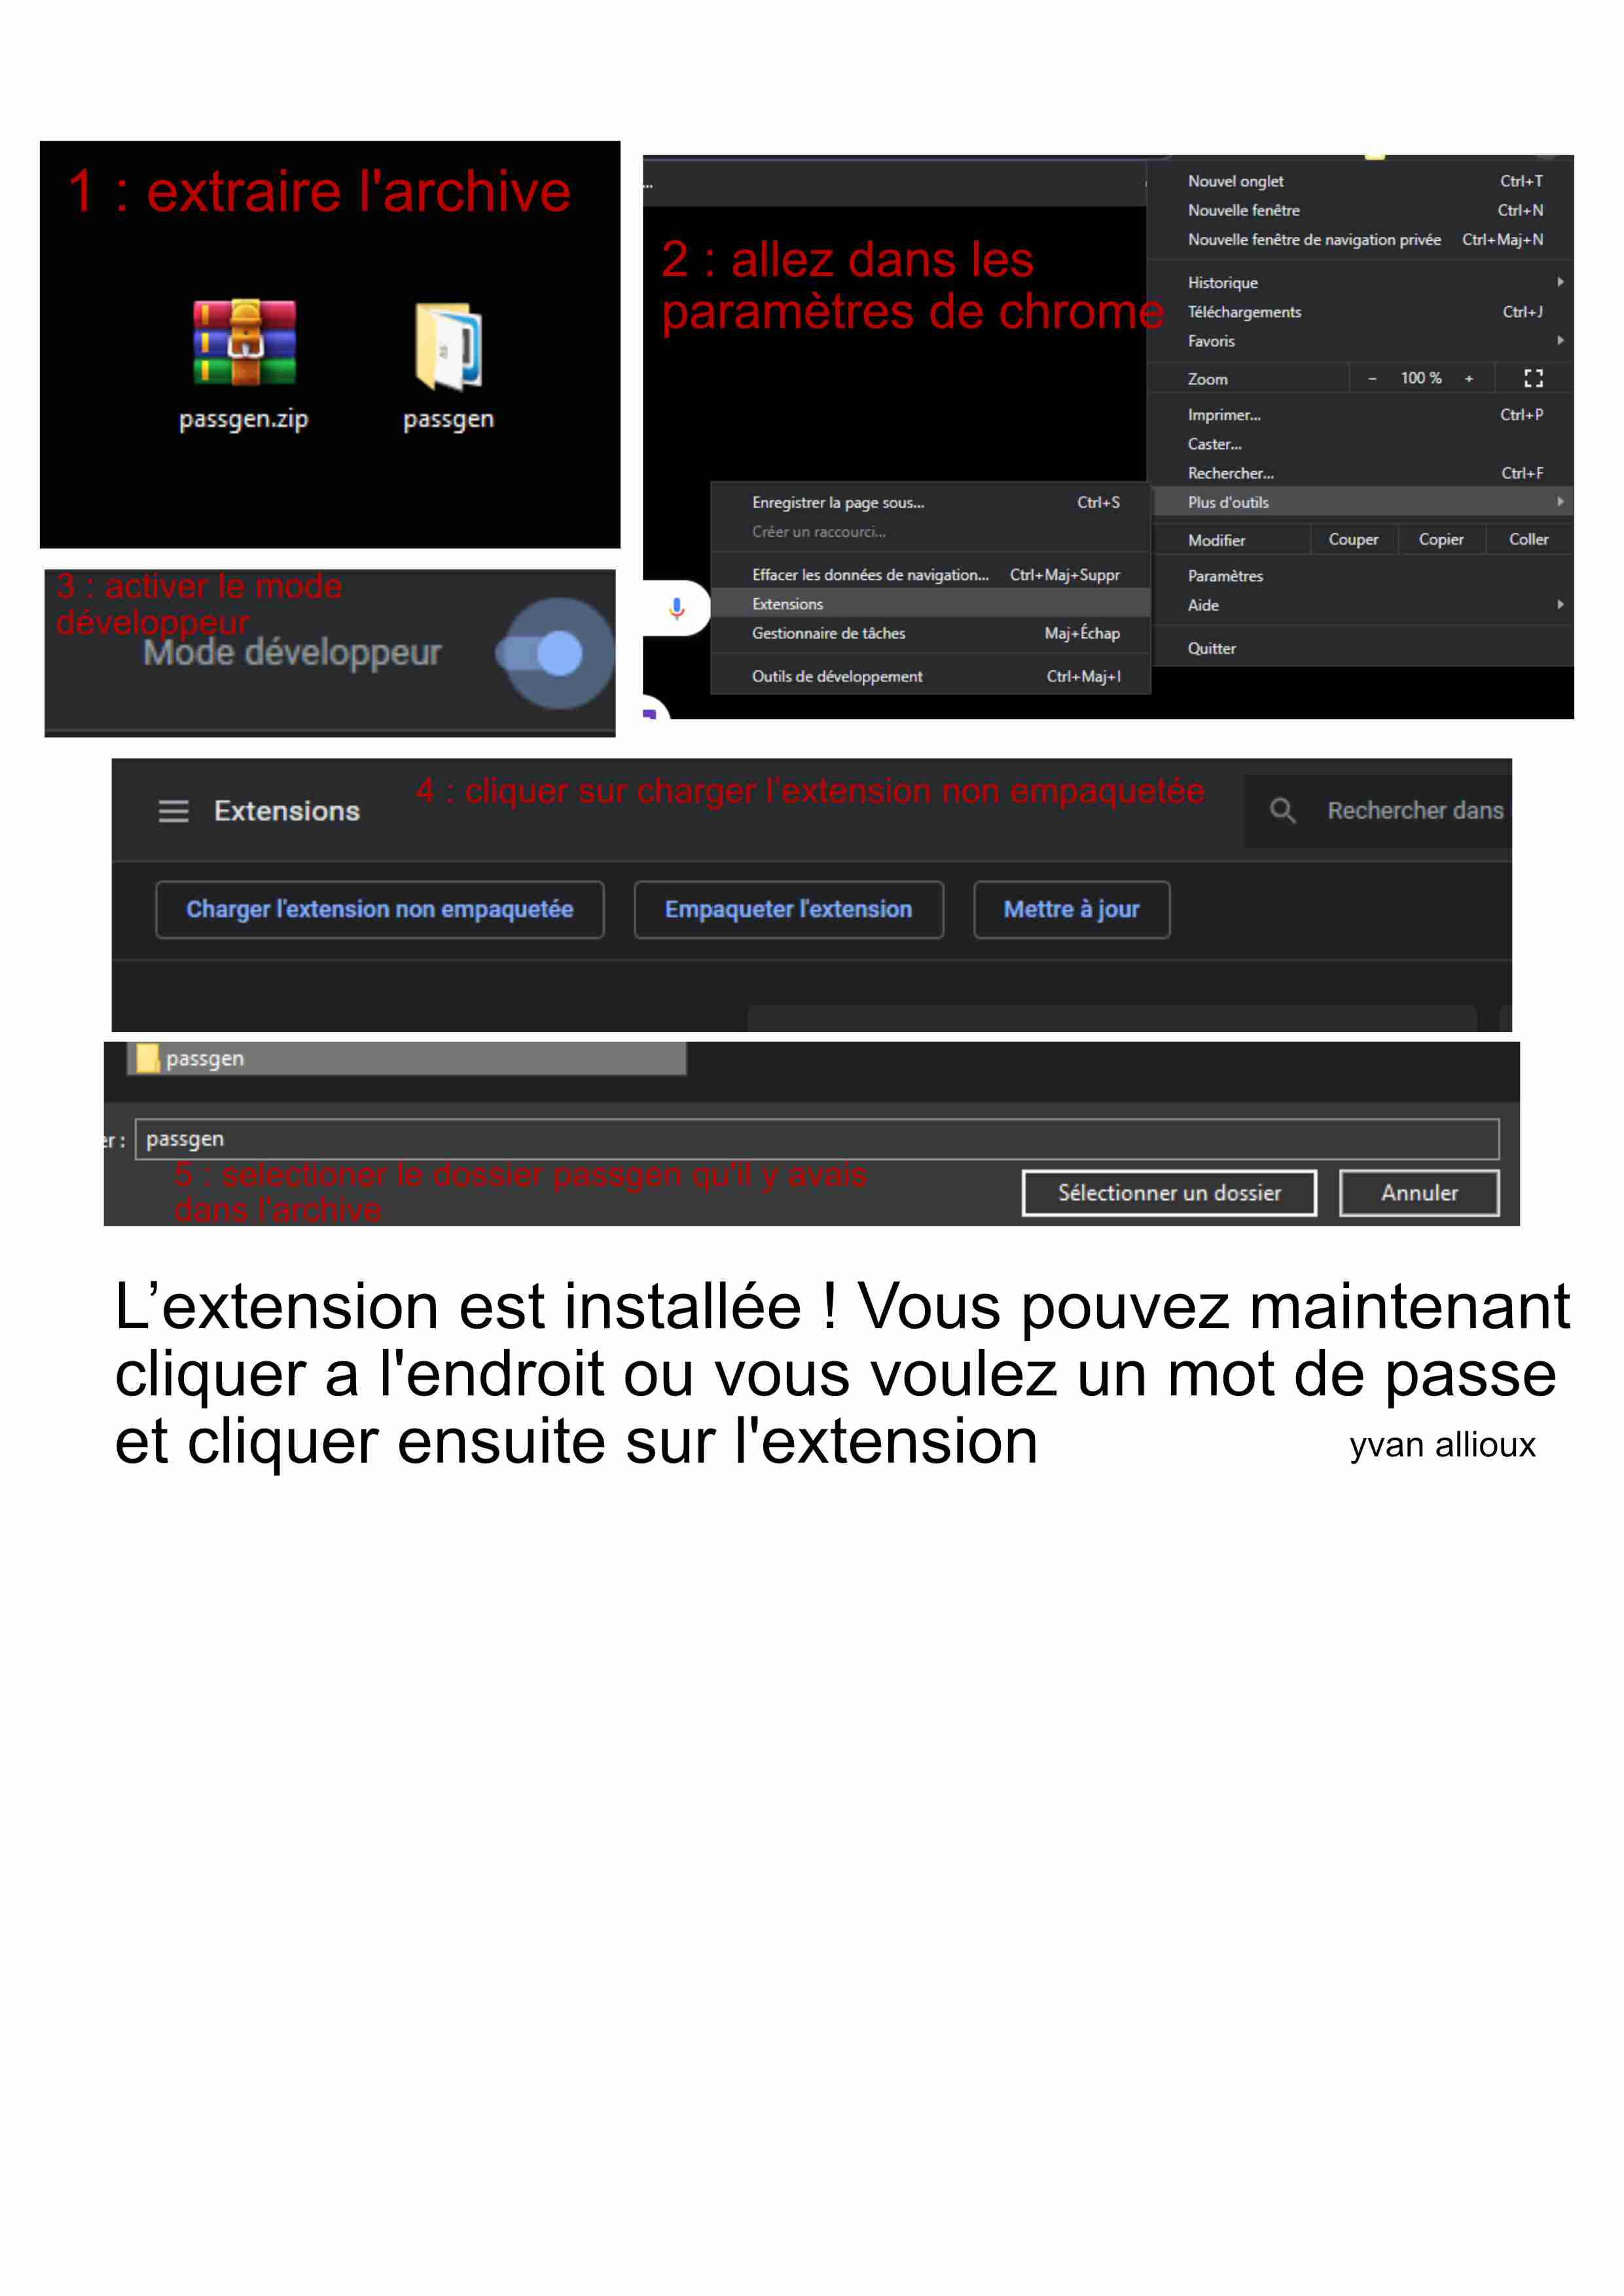 1 : extraire l'archive
passgen.zip
passgen
2 : allez dans les
paramètres de chrome
...
Nouvel onglet Ctrl+T
Nouvelle fenêtre Ctrl+N
Nouvelle fenêtre de navigation privée Ctrl+Maj+N
Historique
Téléchargements Ctrl+J
Favoris
Zoom - 100 % +
Imprimer... Ctrl+P
Caster...
Rechercher... Ctrl+F
Plus d'outils
Modifier Couper Copier Coller
Paramètres
Aide
Quitter
Enregistrer la page sous... Ctrl+S
Créer un raccourci...
Effacer les données de navigation... Ctrl+Maj+Suppr
Extensions
Gestionnaire de tâches Maj+Échap
Outils de développement Ctrl+Maj+I
3 : activer le mode
développeur
Mode développeur
4 : cliquer sur charger l'extension non empaquetée
Extensions
Rechercher dans
Charger l'extension non empaquetée
Empaqueter l'extension
Mettre à jour
passgen
er : passgen
5 : selectioner le dossier passgen qu'il y avais
dans l'archive
Sélectionner un dossier
Annuler
L’extension est installée ! Vous pouvez maintenant
cliquer a l'endroit ou vous voulez un mot de passe
et cliquer ensuite sur l'extension
yvan allioux